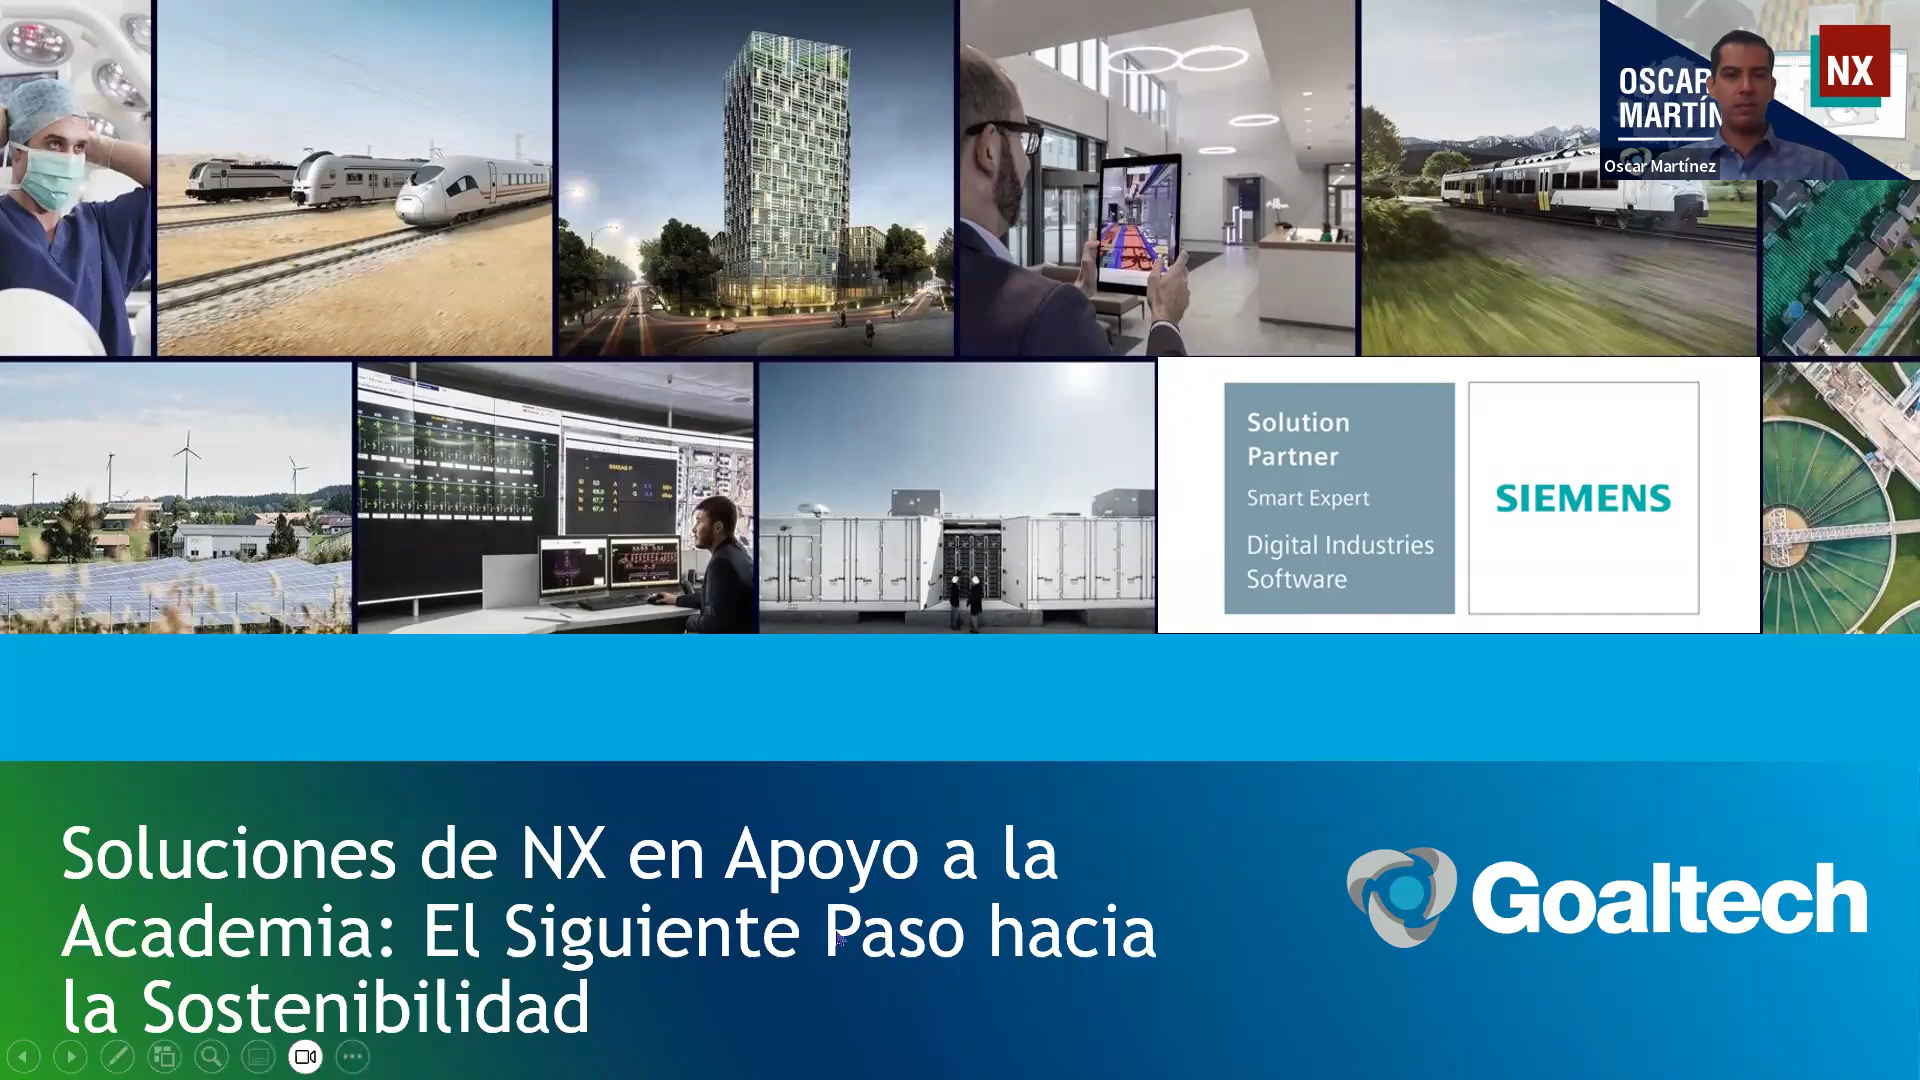 OSCAR
MARTÍN
Oscar Martínez
NX
Solution
Partner
Smart Expert
Digital Industries
Software
SIEMENS
Soluciones de NX en Apoyo a la
Academia: El Siguiente Paso hacia
la Sostenibilidad
Goaltech